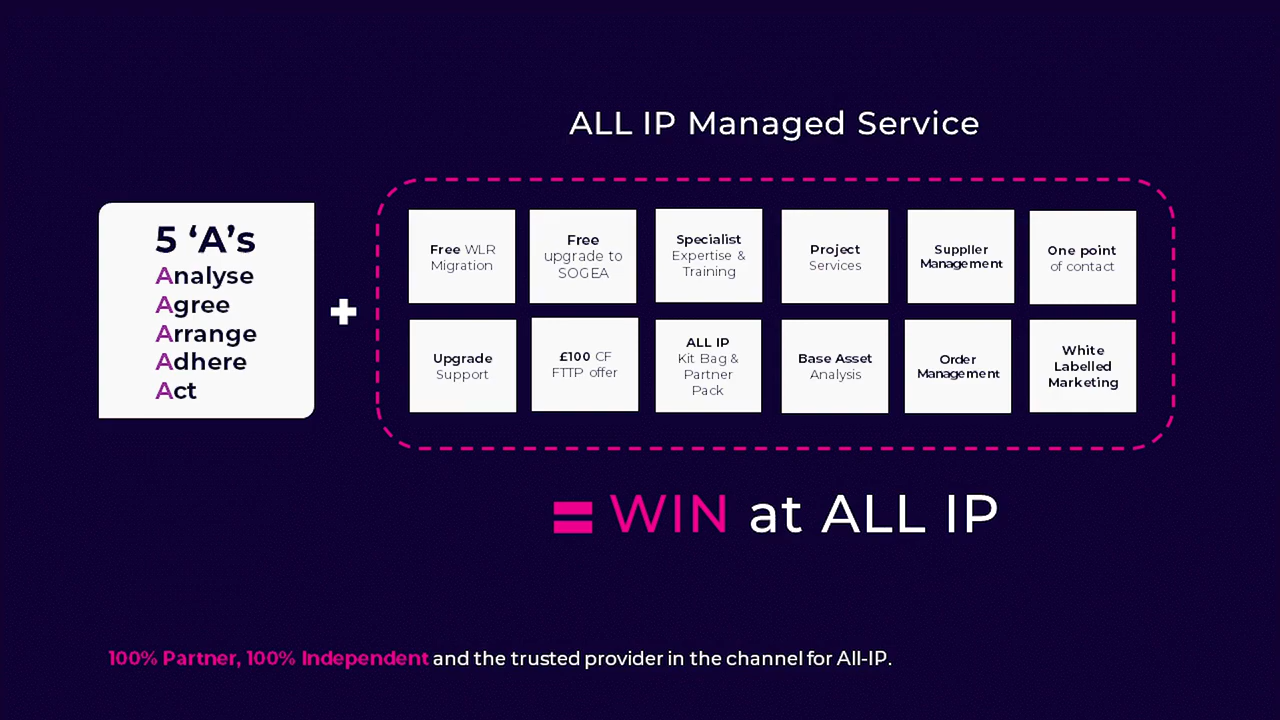 ALL IP Managed Service
5 ‘A’s
Analyse
Agree
Arrange
Adhere
Act
Free WLR
Migration
Free
upgrade to
SOGEA
Specialist
Expertise &
Training
Project
Services
Supplier
Management
One point
of contact
Upgrade
Support
£100 CF
FTTP offer
ALL IP
Kit Bag &
Partner
Pack
Base Asset
Analysis
Order
Management
White
Labelled
Marketing
= WIN at ALL IP
100% Partner, 100% Independent and the trusted provider in the channel for All-IP.